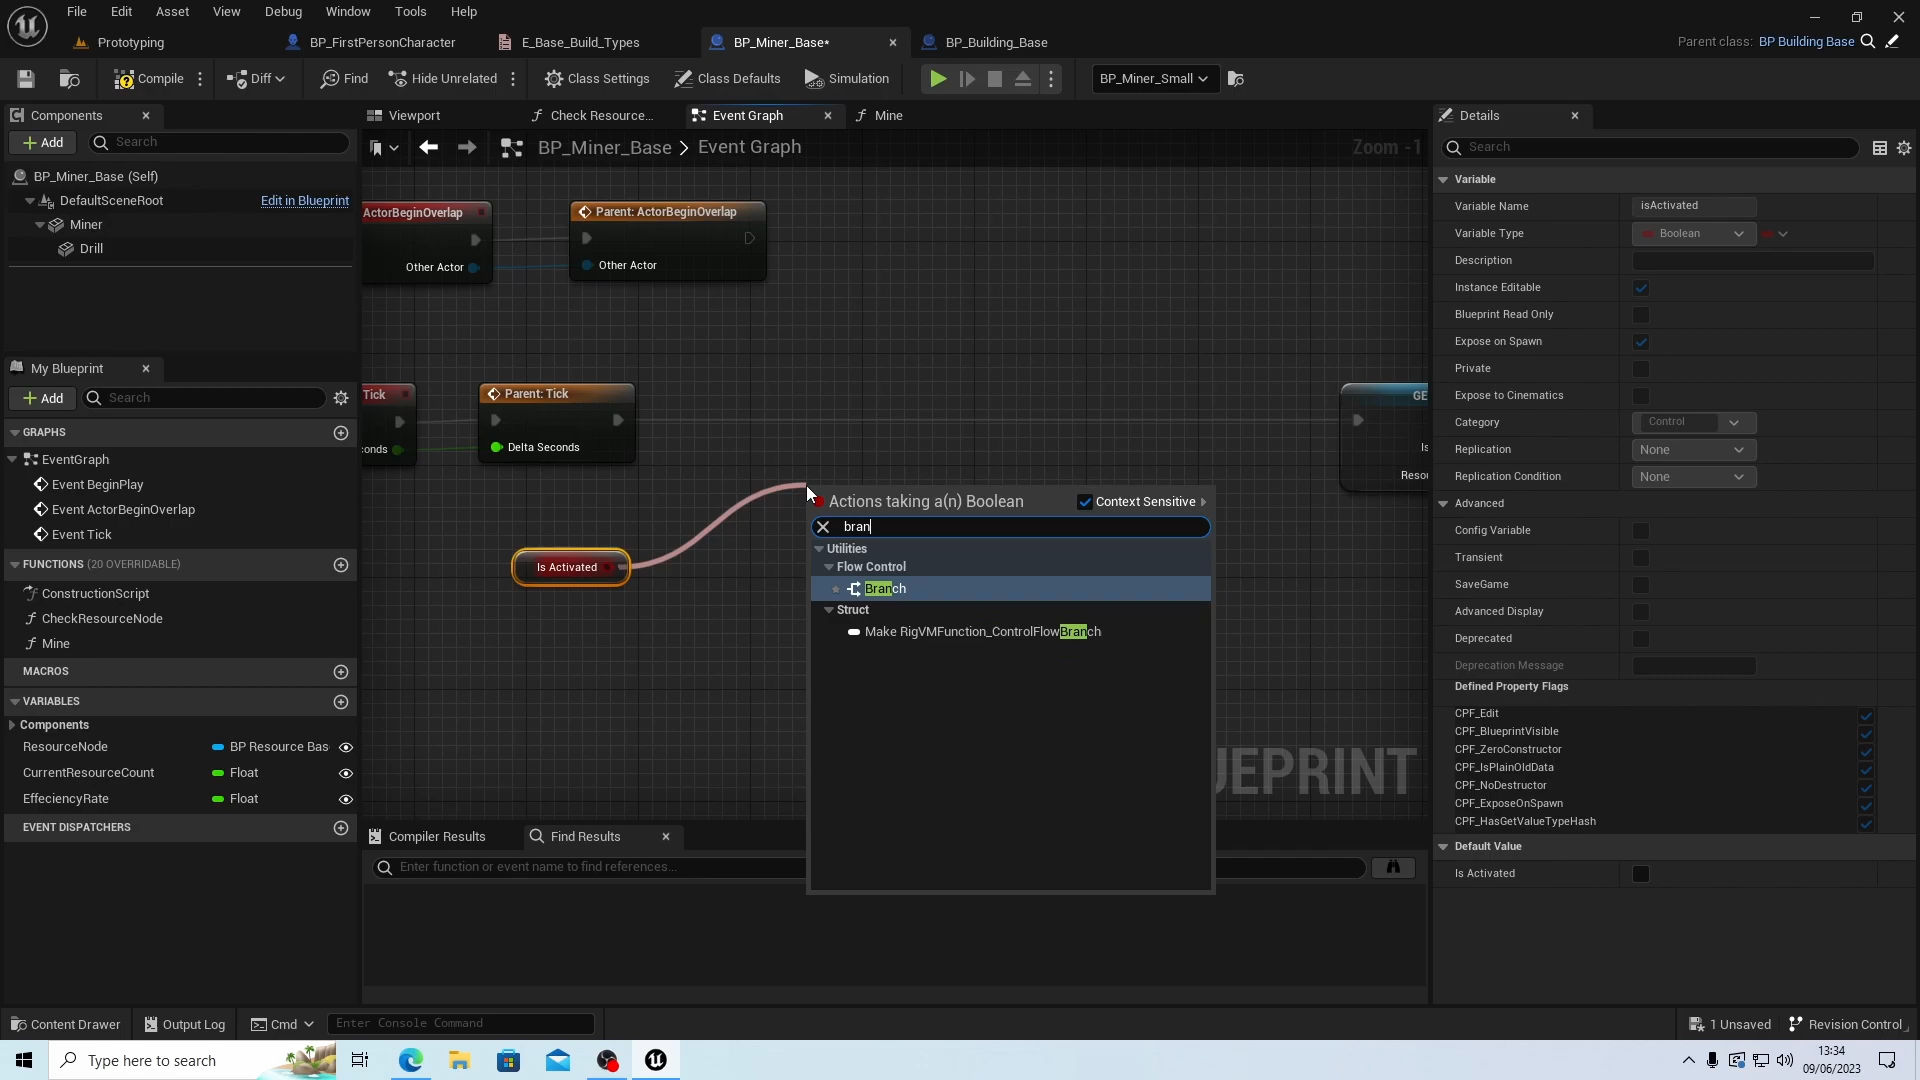 File Edit Asset View Debug Window Tools Help
Prototyping BP_FirstPersonCharacter E_Base_Build_Types BP_Miner_Base* BP_Building_Base Parent class: BP Building Base
Compile Diff Find Hide Unrelated Class Settings Class Defaults Simulation BP_Miner_Small
Components
Add Search
BP_Miner_Base (Self)
DefaultSceneRoot Edit in Blueprint
Miner
Drill
My Blueprint
Add Search
GRAPHS
EventGraph
Event BeginPlay
Event ActorBeginOverlap
Event Tick
FUNCTIONS (20 OVERRIDABLE)
ConstructionScript
CheckResourceNode
Mine
MACROS
VARIABLES
Components
ResourceNode BP Resource Bas
CurrentResourceCount Float
EffeciencyRate Float
EVENT DISPATCHERS
Viewport Check Resource... Event Graph Mine
BP_Miner_Base > Event Graph Zoom -1
ActorBeginOverlap
Other Actor
Parent: ActorBeginOverlap
Other Actor
Tick
conds
Parent: Tick
Delta Seconds
GE
Is
Resou
Is Activated
Actions taking a(n) Boolean Context Sensitive
bran
Utilities
Flow Control
Branch
Struct
Make RigVMFunction_ControlFlowBranch
UEPRINT
Compiler Results Find Results
Enter function or event name to find references...
Details
Search
Variable
Variable Name isActivated
Variable Type Boolean
Description
Instance Editable
Blueprint Read Only
Expose on Spawn
Private
Expose to Cinematics
Category Control
Replication None
Replication Condition None
Advanced
Config Variable
Transient
SaveGame
Advanced Display
Deprecated
Deprecation Message
Defined Property Flags
CPF_Edit
CPF_BlueprintVisible
CPF_ZeroConstructor
CPF_IsPlainOldData
CPF_NoDestructor
CPF_ExposeOnSpawn
CPF_HasGetValueTypeHash
Default Value
Is Activated
Content Drawer Output Log Cmd Enter Console Command 1 Unsaved Revision Control
Type here to search
13:34
09/06/2023